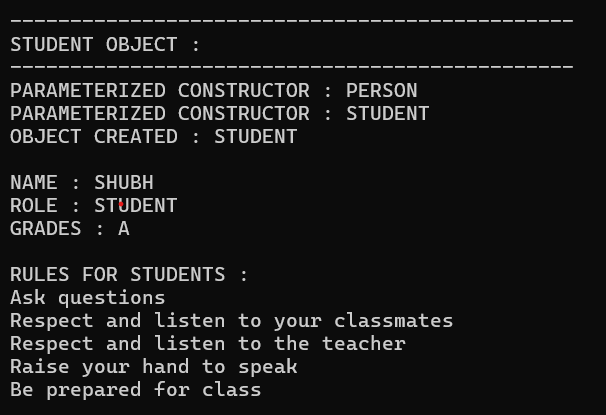 -----------------------------------------------
STUDENT OBJECT :
-----------------------------------------------
PARAMETERIZED CONSTRUCTOR : PERSON
PARAMETERIZED CONSTRUCTOR : STUDENT
OBJECT CREATED : STUDENT
NAME : SHUBH
ROLE : STUDENT
GRADES : A
RULES FOR STUDENTS :
Ask questions
Respect and listen to your classmates
Respect and listen to the teacher
Raise your hand to speak
Be prepared for class